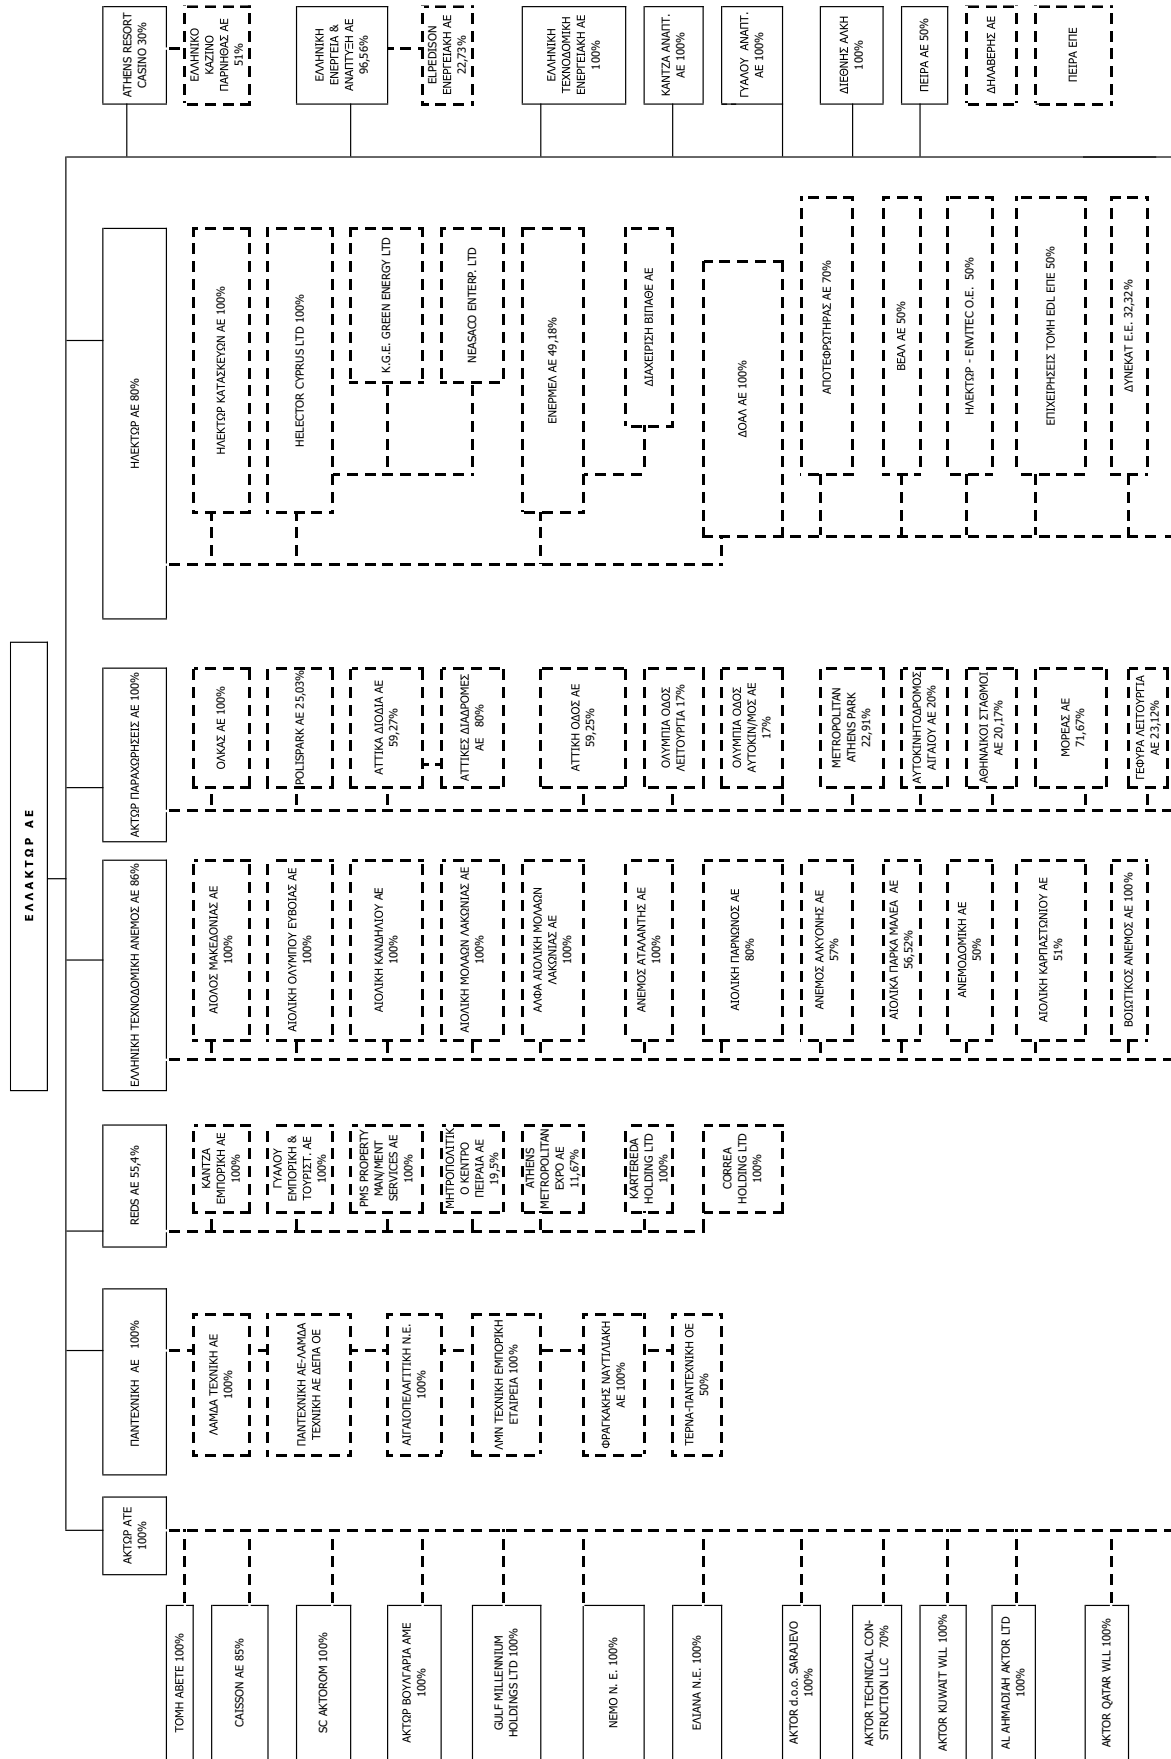 ΕΛΛΑΚΤΩΡ ΑΕ
ΑΚΤΩΡ ΑΤΕ
100%
ΤΟΜΗ ΑΒΕΤΕ 100%
CAISSON AE 85%
SC AKTOROM 100%
ΑΚΤΩΡ ΒΟΥΛΓΑΡΙΑ ΑΜΕ
100%
GULF MILLENNIUM
HOLDINGS LTD 100%
ΝΕΜΟ Ν. Ε. 100%
ΕΛΙΑΝΑ Ν.Ε. 100%
AKTOR d.o.o. SARAJEVO
100%
AKTOR TECHNICAL CON-
STRUCTION LLC 70%
AKTOR KUWAIT WLL 100%
AL AHMADIAH AKTOR LTD
100%
AKTOR QATAR WLL 100%
ΠΑΝΤΕΧΝΙΚΗ ΑΕ 100%
ΛΑΜΔΑ ΤΕΧΝΙΚΗ ΑΕ
100%
ΠΑΝΤΕΧΝΙΚΗ ΑΕ-ΛΑΜΔΑ
ΤΕΧΝΙΚΗ ΑΕ ΔΕΠΑ ΟΕ
ΑΙΓΑΙΟΠΕΛΑΓΙΤΙΚΗ Ν.Ε.
100%
ΛΜΝ ΤΕΧΝΙΚΗ ΕΜΠΟΡΙΚΗ
ΕΤΑΙΡΕΙΑ 100%
ΦΡΑΓΚΑΚΗΣ ΝΑΥΤΙΛΙΑΚΗ
ΑΕ 100%
ΤΕΡΝΑ-ΠΑΝΤΕΧΝΙΚΗ ΟΕ
50%
REDS AE 55,4%
ΚΑΝΤΖΑ
ΕΜΠΟΡΙΚΗ ΑΕ
100%
ΓΥΑΛΟΥ
ΕΜΠΟΡΙΚΗ &
ΤΟΥΡΙΣΤ. ΑΕ
100%
PMS PROPERTY
MAN/MENT
SERVICES AE
100%
ΜΗΤΡΟΠΟΛΙΤΙΚ
Ο ΚΕΝΤΡΟ
ΠΕΙΡΑΙΑ ΑΕ
19,5%
ATHENS
METROPOLITAN
EXPO AE
11,67%
KARTEREDA
HOLDING LTD
100%
CORREA
HOLDING LTD
100%
ΕΛΛΗΝΙΚΗ ΤΕΧΝΟΔΟΜΙΚΗ ΑΝΕΜΟΣ ΑΕ 86%
ΑΙΟΛΟΣ ΜΑΚΕΔΟΝΙΑΣ ΑΕ
100%
ΑΙΟΛΙΚΗ ΟΛΥΜΠΟΥ ΕΥΒΟΙΑΣ ΑΕ
100%
ΑΙΟΛΙΚΗ ΚΑΝΔΗΛΙΟΥ ΑΕ
100%
ΑΙΟΛΙΚΗ ΜΟΛΑΩΝ ΛΑΚΩΝΙΑΣ ΑΕ
100%
ΑΛΦΑ ΑΙΟΛΙΚΗ ΜΟΛΑΩΝ
ΛΑΚΩΝΙΑΣ ΑΕ
100%
ΑΝΕΜΟΣ ΑΤΑΛΑΝΤΗΣ ΑΕ
100%
ΑΙΟΛΙΚΗ ΠΑΡΝΩΝΟΣ ΑΕ
80%
ΑΝΕΜΟΣ ΑΛΚΥΟΝΗΣ ΑΕ
57%
ΑΙΟΛΙΚΑ ΠΑΡΚΑ ΜΑΛΕΑ ΑΕ
56,52%
ΑΝΕΜΟΔΟΜΙΚΗ ΑΕ
50%
ΑΙΟΛΙΚΗ ΚΑΡΠΑΣΤΩΝΙΟΥ ΑΕ
51%
ΒΟΙΩΤΙΚΟΣ ΑΝΕΜΟΣ ΑΕ 100%
ΑΚΤΩΡ ΠΑΡΑΧΩΡΗΣΕΙΣ ΑΕ 100%
ΟΛΚΑΣ ΑΕ 100%
POLISPARK AE 25,03%
ΑΤΤΙΚΑ ΔΙΟΔΙΑ ΑΕ
59,27%
ΑΤΤΙΚΕΣ ΔΙΑΔΡΟΜΕΣ
ΑΕ 80%
ΑΤΤΙΚΗ ΟΔΟΣ ΑΕ
59,25%
ΟΛΥΜΠΙΑ ΟΔΟΣ
ΛΕΙΤΟΥΡΓΙΑ 17%
ΟΛΥΜΠΙΑ ΟΔΟΣ
ΑΥΤΟΚΙΝ/ΜΟΣ ΑΕ
17%
METROPOLITAN
ATHENS PARK
22,91%
ΑΥΤΟΚΙΝΗΤΟΔΡΟΜΟΣ
ΑΙΓΑΙΟΥ ΑΕ 20%
ΑΘΗΝΑΙΚΟΙ ΣΤΑΘΜΟΙ
ΑΕ 20,17%
ΜΟΡΕΑΣ ΑΕ
71,67%
ΓΕΦΥΡΑ ΛΕΙΤΟΥΡΓΙΑ
ΑΕ 23,12%
ΗΛΕΚΤΩΡ ΑΕ 80%
ΗΛΕΚΤΩΡ ΚΑΤΑΣΚΕΥΩΝ ΑΕ 100%
HELECTOR CYPRUS LTD 100%
K.G.E. GREEN ENERGY LTD
NEASACO ENTERP. LTD
ΕΝΕΡΜΕΛ ΑΕ 49,18%
ΔΙΑΧΕΙΡΙΣΗ ΒΙΠΑΘΕ ΑΕ
ΔΟΑΛ ΑΕ 100%
ΑΠΟΤΕΦΡΩΤΗΡΑΣ ΑΕ 70%
ΒΕΑΛ ΑΕ 50%
ΗΛΕΚΤΩΡ - ENVITEC Ο.Ε. 50%
ΕΠΙΧΕΙΡΗΣΕΙΣ ΤΟΜΗ EDL ΕΠΕ 50%
ΔΥΝΕΚΑΤ Ε.Ε. 32,32%
ATHENS RESORT
CASINO 30%
ΕΛΛΗΝΙΚΟ
ΚΑΖΙΝΟ
ΠΑΡΝΗΘΑΣ ΑΕ
51%
ΕΛΛΗΝΙΚΗ
ΕΝΕΡΓΕΙΑ &
ΑΝΑΠΤΥΞΗ ΑΕ
96,56%
ELPEDISON
ΕΝΕΡΓΕΙΑΚΗ ΑΕ
22,73%
ΕΛΛΗΝΙΚΗ
ΤΕΧΝΟΔΟΜΙΚΗ
ΕΝΕΡΓΕΙΑΚΗ ΑΕ
100%
ΚΑΝΤΖΑ ΑΝΑΠΤ.
ΑΕ 100%
ΓΥΑΛΟΥ ΑΝΑΠΤ.
ΑΕ 100%
ΔΙΕΘΝΗΣ ΑΛΚΗ
100%
ΠΕΙΡΑ ΑΕ 50%
ΔΗΛΑΒΕΡΗΣ ΑΕ
ΠΕΙΡΑ ΕΠΕ